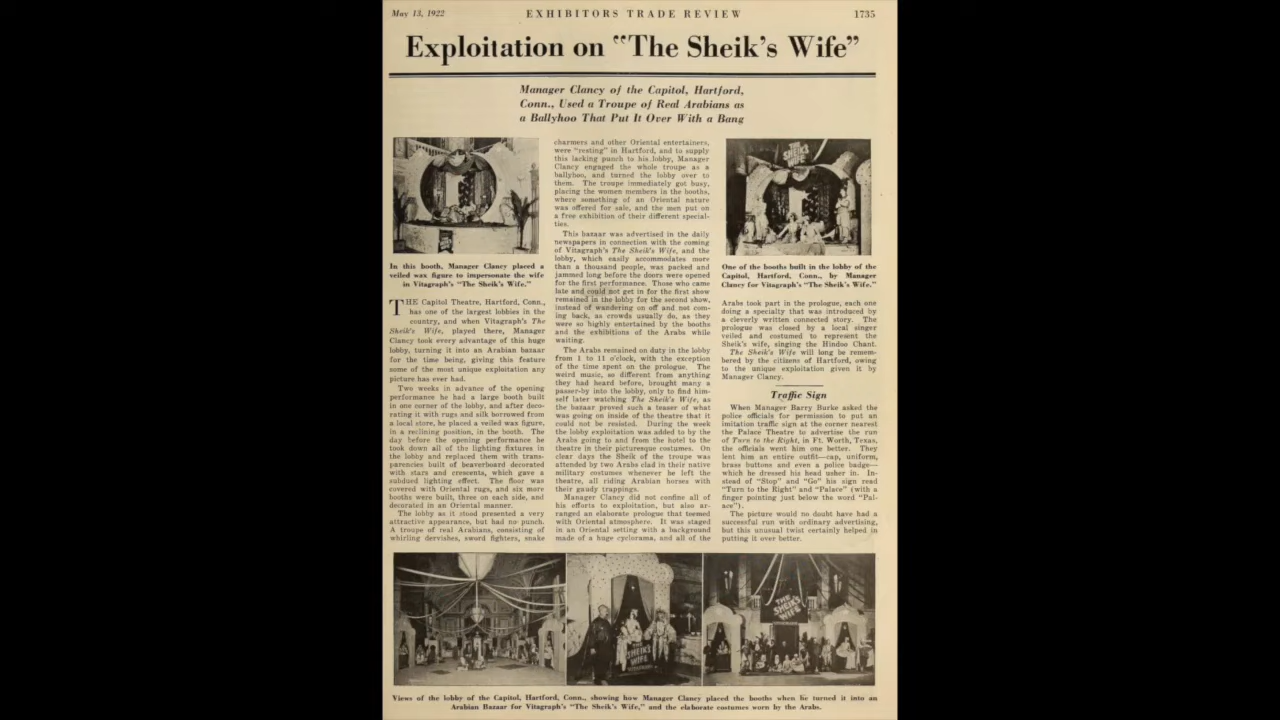 May 13, 1922
EXHIBITORS TRADE REVIEW
1735
Exploitation on "The Sheik's Wife"
Manager Clancy of the Capitol, Hartford,
Conn., Used a Troupe of Real Arabians as
a Ballyhoo That Put It Over With a Bang
In this booth, Manager Clancy placed a
veiled wax figure to impersonate the wife
in Vitagraph's "The Sheik's Wife."
THE Capitol Theatre, Hartford, Conn.,
has one of the largest lobbies in the
country, and when Vitagraph's The
Sheik's Wife, played there, Manager
Clancy took every advantage of this huge
lobby, turning it into an Arabian bazaar
for the time being, giving this feature
some of the most unique exploitation any
picture has ever had.
Two weeks in advance of the opening
performance he had a large booth built
in one corner of the lobby, and after deco-
rating it with rugs and silk borrowed from
a local store, he placed a veiled wax figure,
in a reclining position, in the booth. The
day before the opening performance he
took down all of the lighting fixtures in
the lobby and replaced them with trans-
parencies built of beaverboard decorated
with stars and crescents, which gave a
subdued lighting effect. The floor was
covered with Oriental rugs, and six more
booths were built, three on each side, and
decorated in an Oriental manner.
The lobby as it stood presented a very
attractive appearance, but had no punch.
A troupe of real Arabians, consisting of
whirling dervishes, sword fighters, snake
charmers and other Oriental entertainers,
were "resting" in Hartford, and to supply
this lacking punch to his lobby, Manager
Clancy engaged the whole troupe as a
ballyhoo, and turned the lobby over to
them. The troupe immediately got busy,
placing the women members in the booths,
where something of an Oriental nature
was offered for sale, and the men put on
a free exhibition of their different special-
ties.
This bazaar was advertised in the daily
newspapers in connection with the coming
of Vitagraph's The Sheik's Wife, and the
lobby, which easily accommodates more
than a thousand people, was packed and
jammed long before the doors were opened
for the first performance. Those who came
late and could not get in for the first show
remained in the lobby for the second show,
instead of wandering on off and not com-
ing back, as crowds usually do, as they
were so highly entertained by the booths
and the exhibitions of the Arabs while
waiting.
The Arabs remained on duty in the lobby
from 1 to 11 o'clock, with the exception
of the time spent on the prologue. The
weird music, so different from anything
they had heard before, brought many a
passer-by into the lobby, only to find him-
self later watching The Sheik's Wife, as
the bazaar proved such a teaser of what
was going on inside of the theatre that it
could not be resisted. During the week
the lobby exploitation was added to by the
Arabs going to and from the hotel to the
theatre in their picturesque costumes. On
clear days the Sheik of the troupe was
attended by two Arabs clad in their native
military costumes whenever he left the
theatre, all riding Arabian horses with
their gaudy trappings.
Manager Clancy did not confine all of
his efforts to exploitation, but also ar-
ranged an elaborate prologue that teemed
with Oriental atmosphere. It was staged
in an Oriental setting with a background
made of a huge cyclorama, and all of the
THE
SHEIK'S
WIFE
One of the booths built in the lobby of the
Capitol, Hartford, Conn., by Manager
Clancy for Vitagraph's "The Sheik's Wife."
Arabs took part in the prologue, each one
doing a specialty that was introduced by
a cleverly written connected story. The
prologue was closed by a local singer
veiled and costumed to represent the
Sheik's wife, singing the Hindoo Chant.
The Sheik's Wife will long be remem-
bered by the citizens of Hartford, owing
to the unique exploitation given it by
Manager Clancy.
Traffic Sign
When Manager Barry Burke asked the
police officials for permission to put an
imitation traffic sign at the corner nearest
the Palace Theatre to advertise the run
of Turn to the Right, in Ft. Worth, Texas,
the officials went him one better. They
lent him an entire outfit—cap, uniform,
brass buttons and even a police badge—
which he dressed his head usher in. In-
stead of "Stop" and "Go" his sign read
"Turn to the Right" and "Palace" (with a
finger pointing just below the word "Pal-
ace").
The picture would no doubt have had a
successful run with ordinary advertising,
but this unusual twist certainly helped in
putting it over better.
THE
SHEIK'S
WIFE
THE
SHEIK'S
WIFE
Views of the lobby of the Capitol, Hartford, Conn., showing how Manager Clancy placed the booths when he turned it into an
Arabian Bazaar for Vitagraph's "The Sheik's Wife," and the elaborate costumes worn by the Arabs.